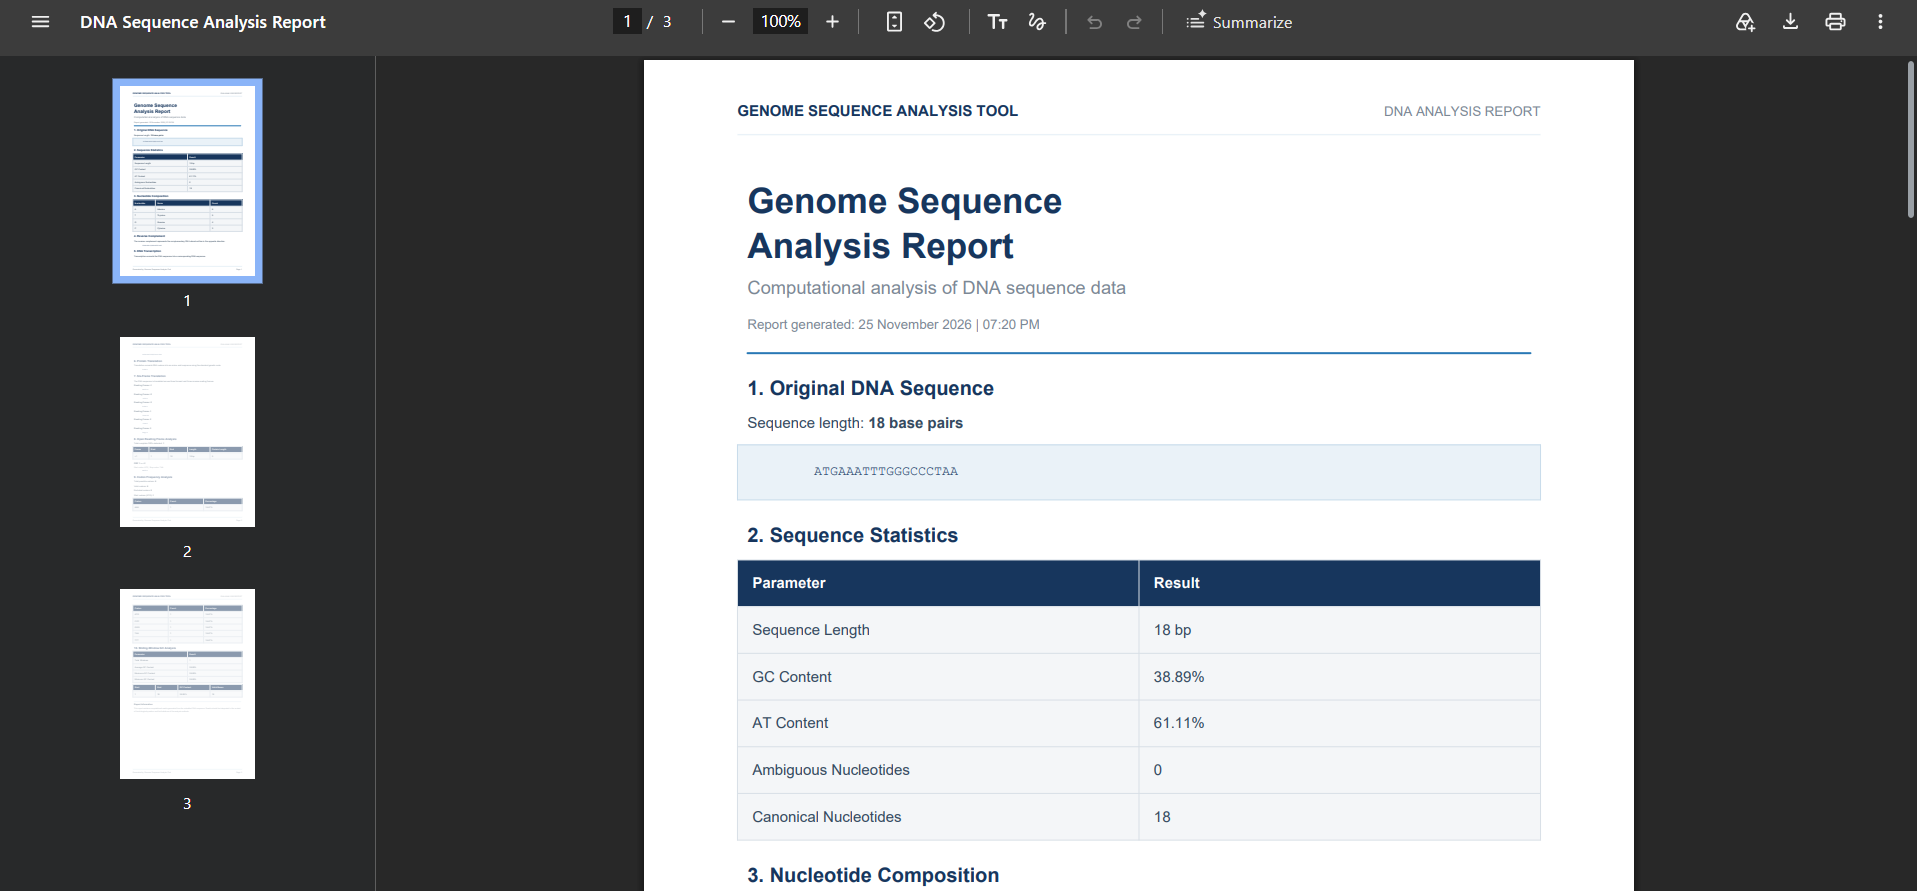 DNA Sequence Analysis Report
1 / 3
100%
Summarize
1
2
3
GENOME SEQUENCE ANALYSIS TOOL
DNA ANALYSIS REPORT
Genome Sequence
Analysis Report
Computational analysis of DNA sequence data
Report generated: 25 November 2026 | 07:20 PM
1. Original DNA Sequence
Sequence length: 18 base pairs
ATGAAATTTGGGCCCTAA
2. Sequence Statistics
Parameter Result
Sequence Length 18 bp
GC Content 38.89%
AT Content 61.11%
Ambiguous Nucleotides 0
Canonical Nucleotides 18
3. Nucleotide Composition